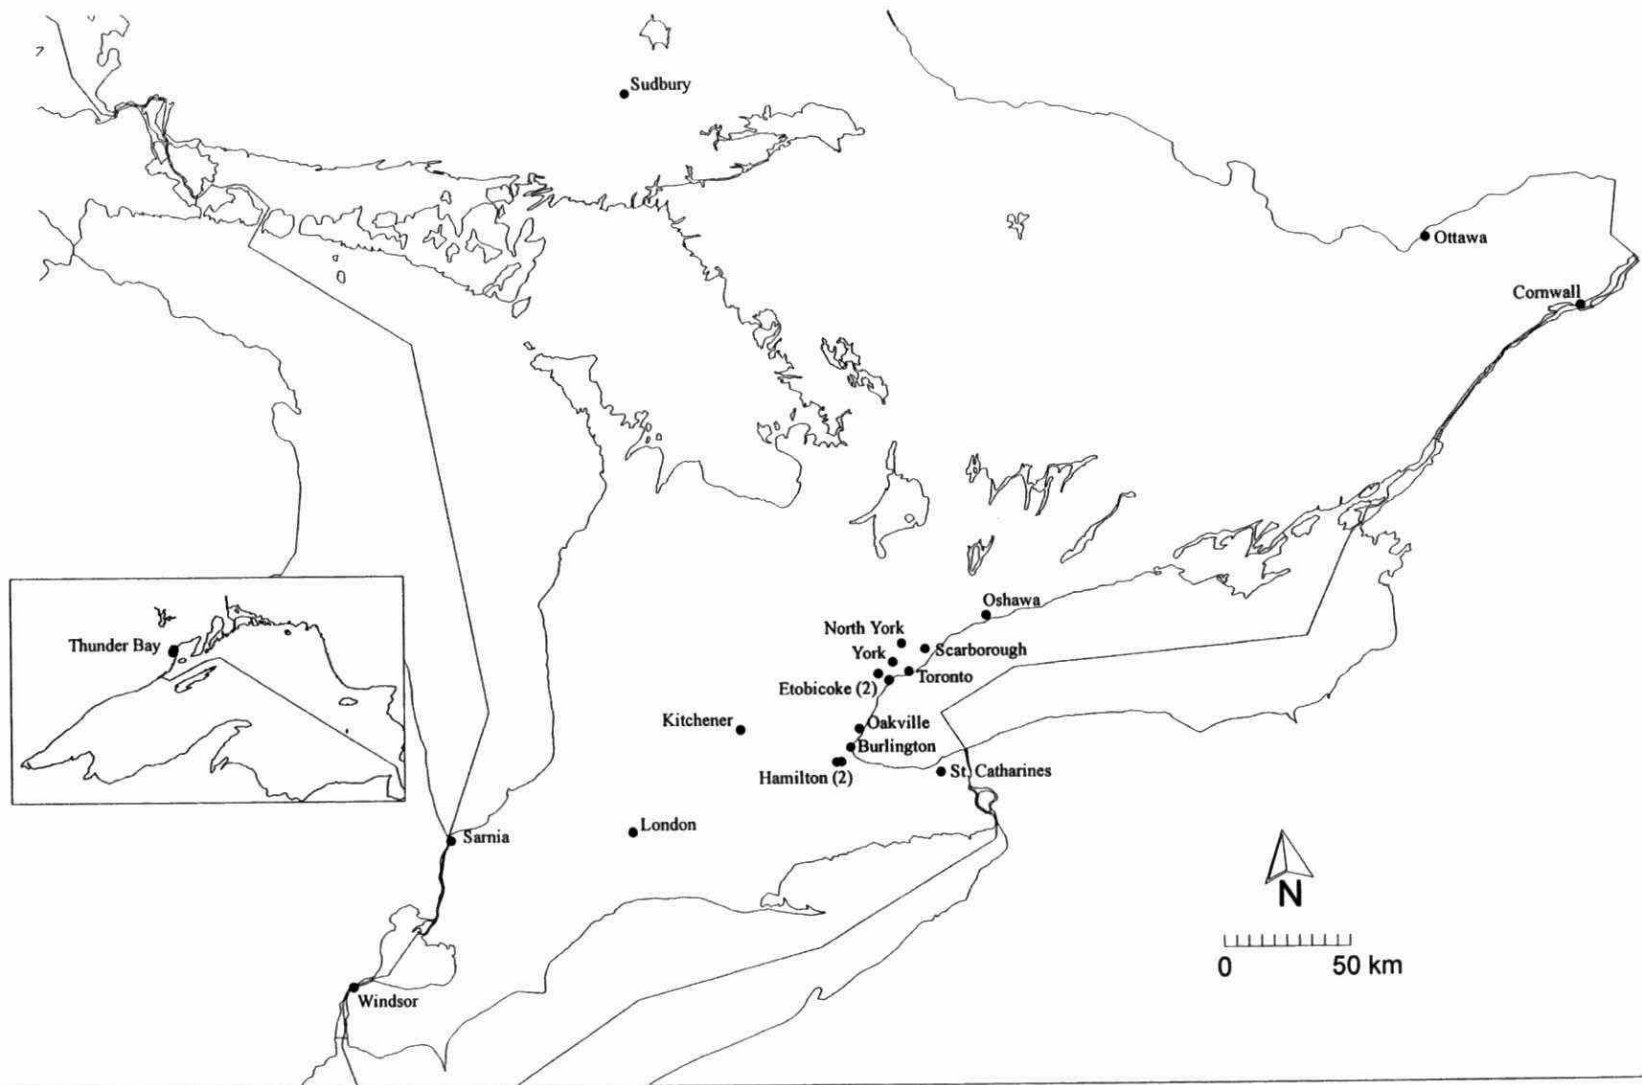 Sudbury
Ottawa
Cornwall
Oshawa
North York
Scarborough
York
Toronto
Etobicoke (2)
Thunder Bay
Kitchener
Oakville
Burlington
Hamilton (2)
St. Catharines
London
Sarnia
N
0 50 km
Windsor